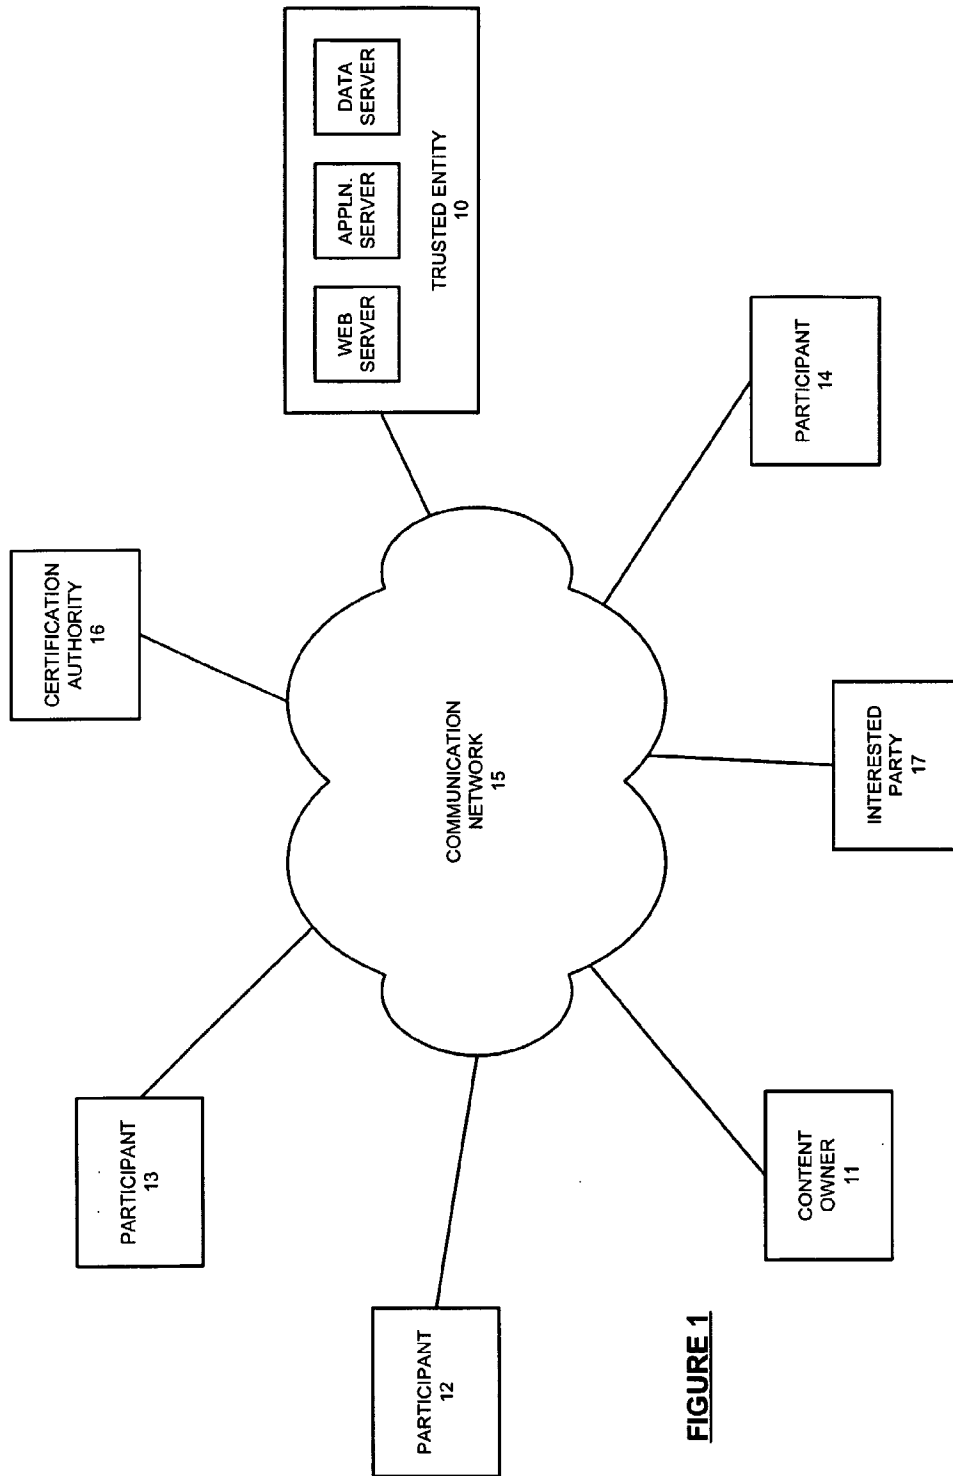 PARTICIPANT
13
CERTIFICATION
AUTHORITY
16
PARTICIPANT
12
COMMUNICATION
NETWORK
15
WEB
SERVER
APPLN.
SERVER
DATA
SERVER
TRUSTED ENTITY
10
CONTENT
OWNER
11
INTERESTED
PARTY
17
PARTICIPANT
14
FIGURE 1